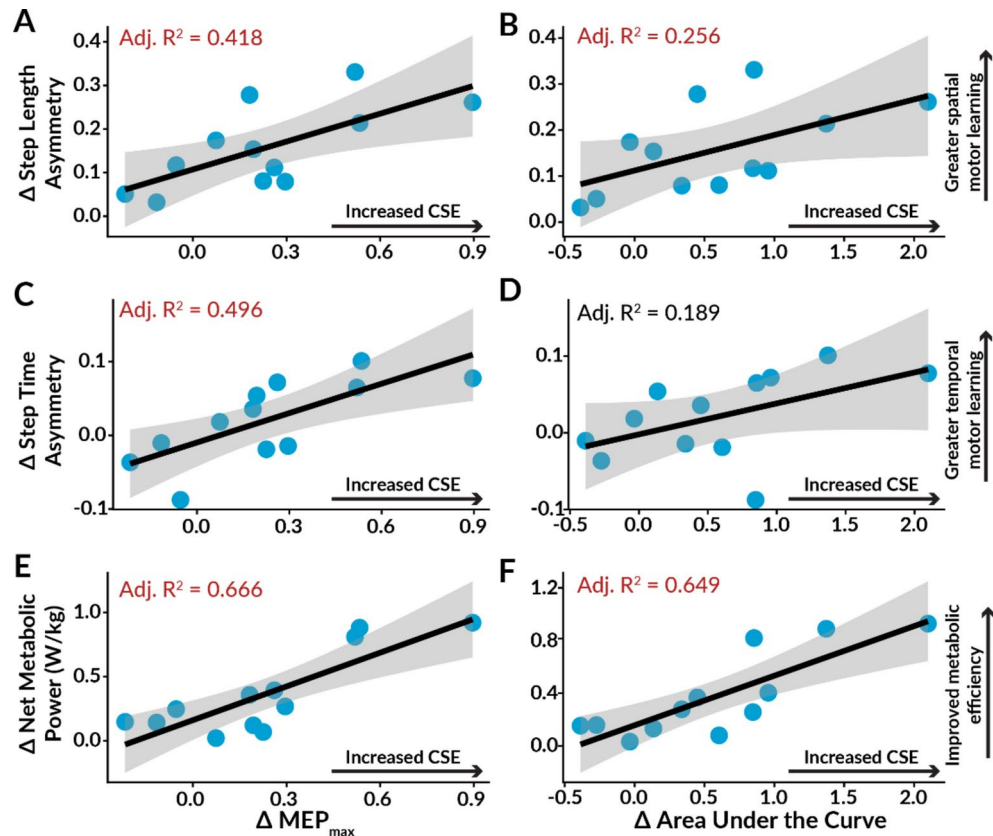 A
Adj. R² = 0.418
Δ Step Length
Asymmetry
0.4
0.3
0.2
0.1
0.0
Increased CSE
0.0
0.3
0.6
0.9
B
Adj. R² = 0.256
0.4
0.3
0.2
0.1
0.0
Increased CSE
-0.5
0.0
0.5
1.0
1.5
2.0
Greater spatial
motor learning
C
Adj. R² = 0.496
Δ Step Time
Asymmetry
0.1
0.0
-0.1
Increased CSE
0.0
0.3
0.6
0.9
D
Adj. R² = 0.189
0.1
0.0
-0.1
Increased CSE
-0.5
0.0
0.5
1.0
1.5
2.0
Greater temporal
motor learning
E
Adj. R² = 0.666
Δ Net Metabolic
Power (W/kg)
1.0
0.5
0.0
Increased CSE
0.0
0.3
0.6
0.9
Δ MEPmax
F
Adj. R² = 0.649
1.2
0.8
0.4
0.0
Increased CSE
-0.5
0.0
0.5
1.0
1.5
2.0
Δ Area Under the Curve
Improved metabolic
efficiency